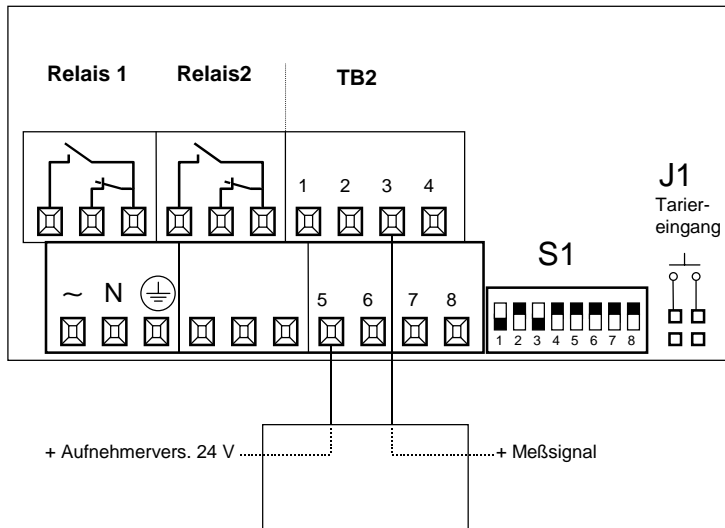 Relais 1 Relais2 TB2
1 2 3 4
J1
Tarier-
eingang
S1
~ N
5 6 7 8
1 2 3 4 5 6 7 8
+ Aufnehmervers. 24 V
+ Meßsignal